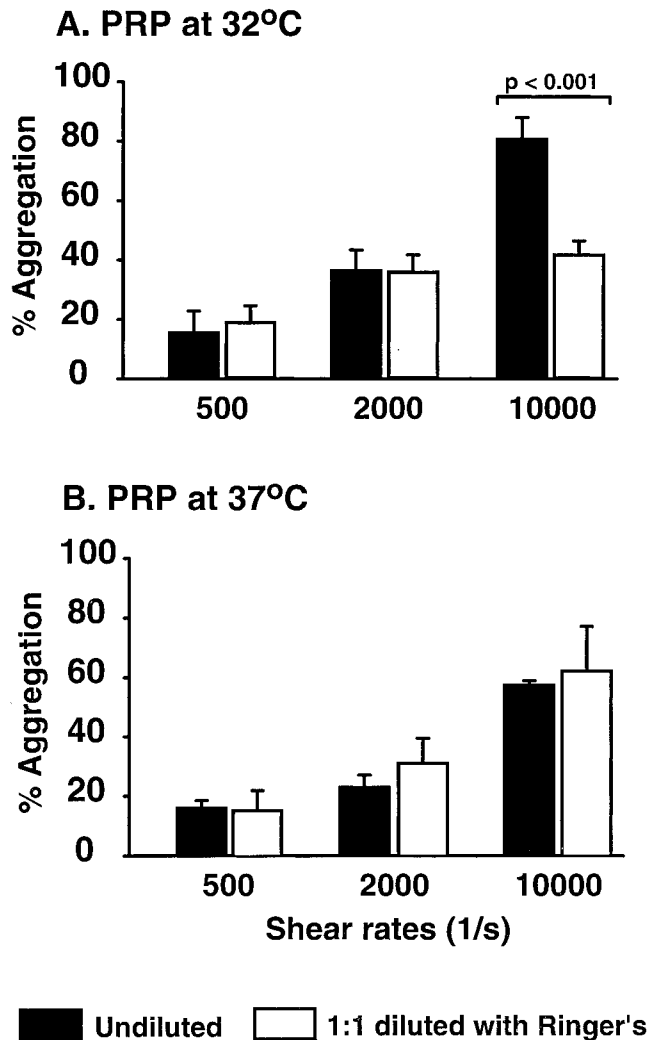 A. PRP at 32°C
100
80
60
40
20
0
% Aggregation
p < 0.001
500 2000 10000
B. PRP at 37°C
100
80
60
40
20
0
% Aggregation
500 2000 10000
Shear rates (1/s)
Undiluted 1:1 diluted with Ringer's